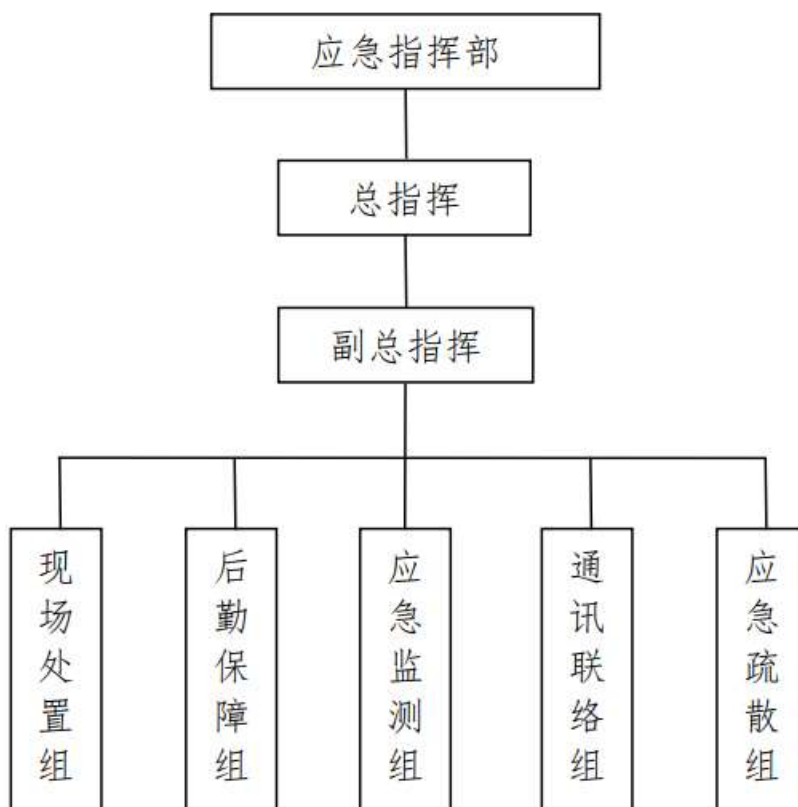 应急指挥部
总指挥
副总指挥
现场处置组
后勤保障组
应急监测组
通讯联络组
应急疏散组